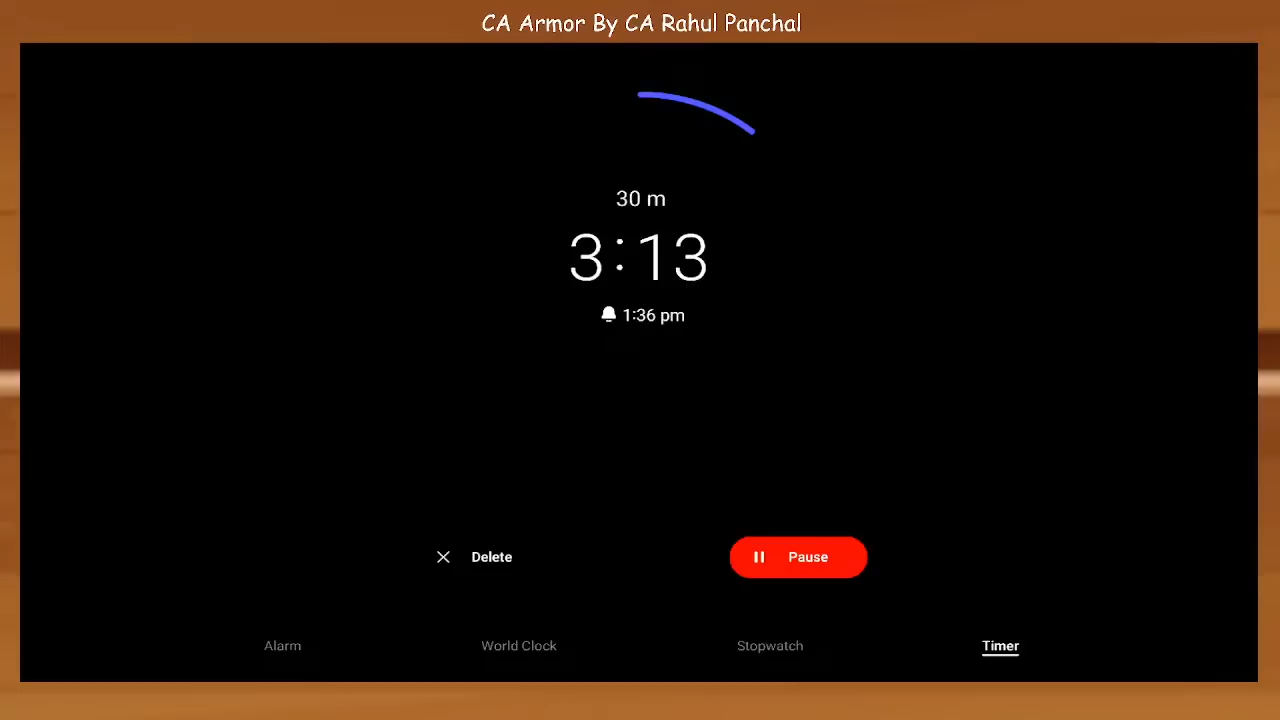 CA Armor By CA Rahul Panchal
30 m
3:13
1:36 pm
Delete
Pause
Alarm
World Clock
Stopwatch
Timer